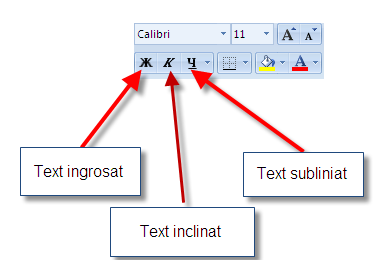 Calibri 11 A A
Ж К Ч A
Text ingrosat
Text subliniat
Text inclinat